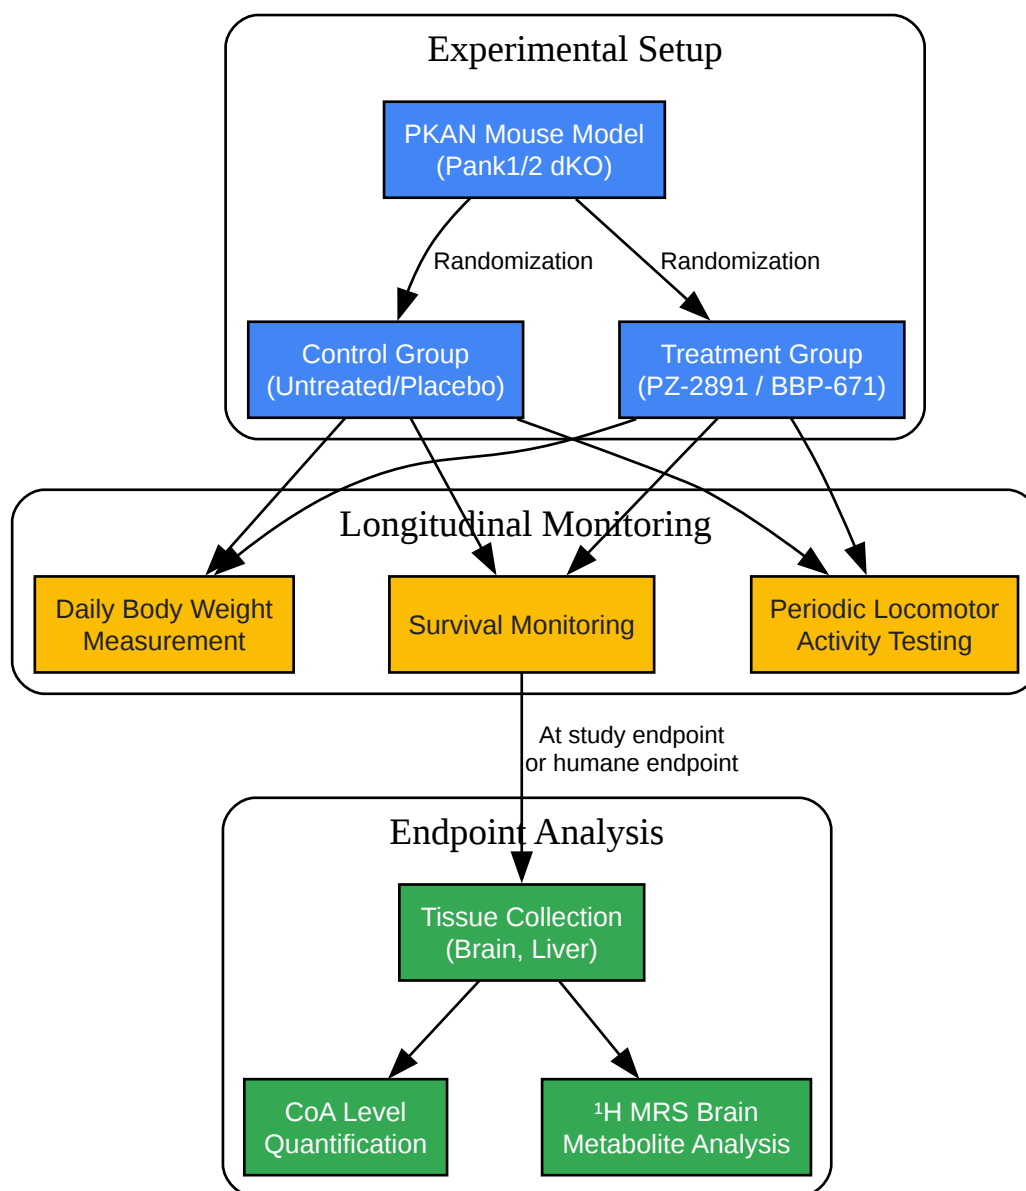 Experimental Setup
PKAN Mouse Model
(Pank1/2 dKO)
Randomization
Randomization
Control Group
(Untreated/Placebo)
Treatment Group
(PZ-2891 / BBP-671)
Longitudinal Monitoring
Daily Body Weight
Measurement
Survival Monitoring
Periodic Locomotor
Activity Testing
At study endpoint
or humane endpoint
Endpoint Analysis
Tissue Collection
(Brain, Liver)
CoA Level
Quantification
¹H MRS Brain
Metabolite Analysis